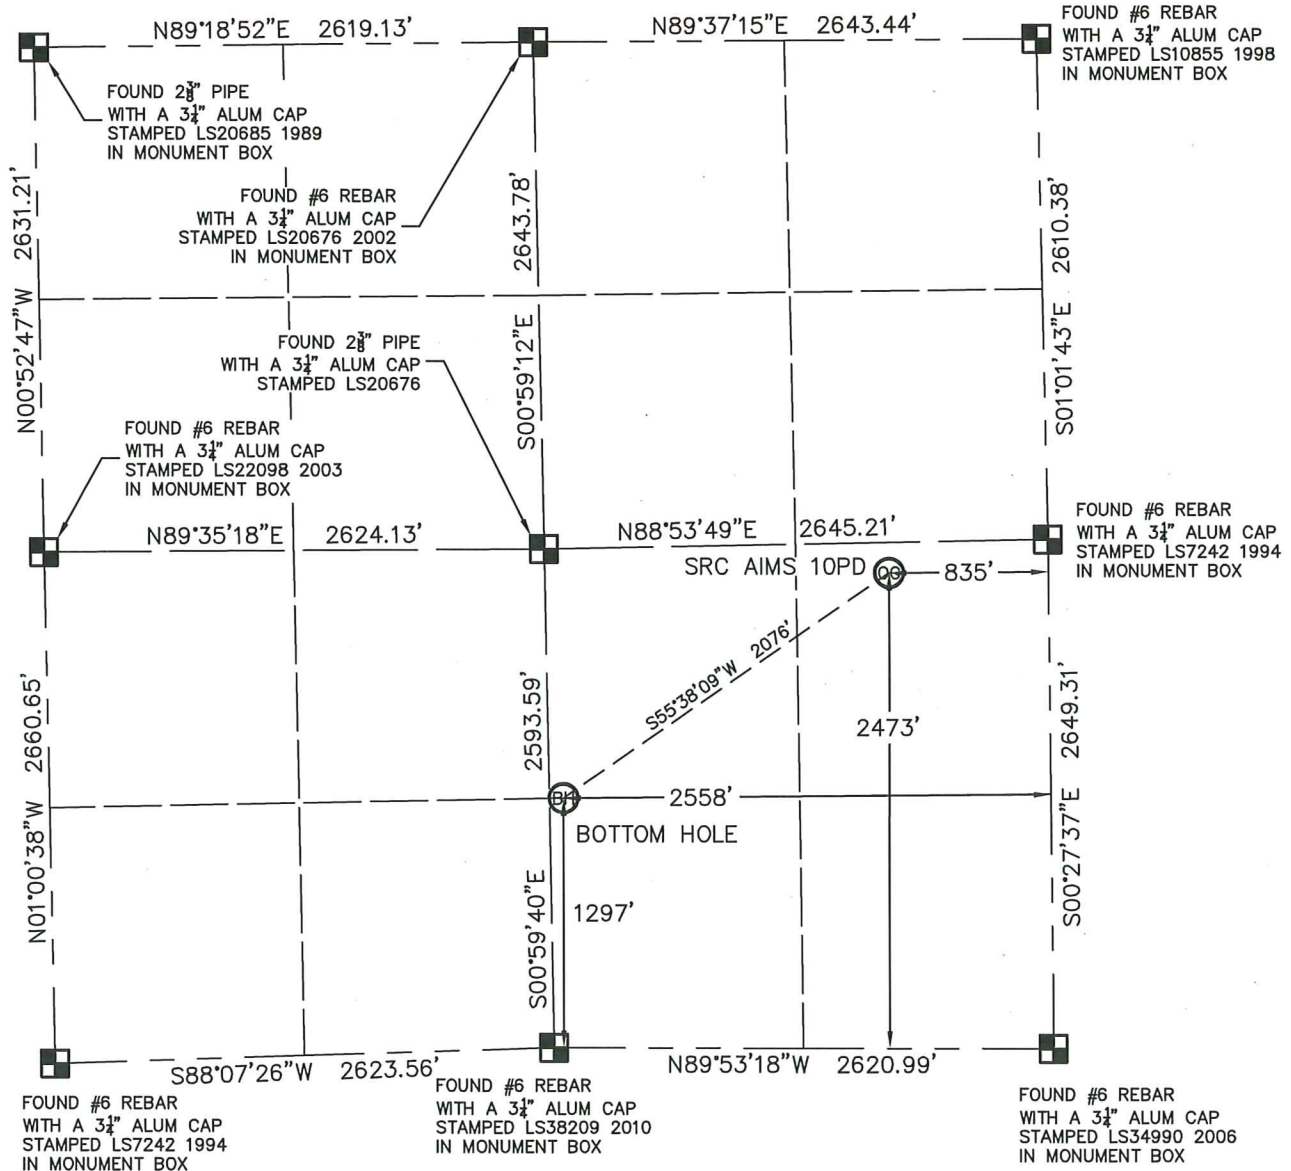 N89°18'52"E 2619.13'
N89°37'15"E 2643.44'
FOUND #6 REBAR
WITH A 3¼" ALUM CAP
STAMPED LS10855 1998
IN MONUMENT BOX
FOUND 2⅜" PIPE
WITH A 3¼" ALUM CAP
STAMPED LS20685 1989
IN MONUMENT BOX
FOUND #6 REBAR
WITH A 3¼" ALUM CAP
STAMPED LS20676 2002
IN MONUMENT BOX
N00°52'47"W 2631.21'
S00°59'12"E 2643.78'
S01°01'43"E 2610.38'
FOUND 2⅜" PIPE
WITH A 3¼" ALUM CAP
STAMPED LS20676
FOUND #6 REBAR
WITH A 3¼" ALUM CAP
STAMPED LS22098 2003
IN MONUMENT BOX
N89°35'18"E 2624.13'
N88°53'49"E 2645.21'
FOUND #6 REBAR
WITH A 3¼" ALUM CAP
STAMPED LS7242 1994
IN MONUMENT BOX
SRC AIMS 10PD
OG
835'
S55°38'09"W 2076'
2473'
N01°00'38"W 2660.65'
2593.59'
S00°59'40"E
S00°27'37"E 2649.31'
BH
2558'
BOTTOM HOLE
1297'
S88°07'26"W 2623.56'
N89°53'18"W 2620.99'
FOUND #6 REBAR
WITH A 3¼" ALUM CAP
STAMPED LS7242 1994
IN MONUMENT BOX
FOUND #6 REBAR
WITH A 3¼" ALUM CAP
STAMPED LS38209 2010
IN MONUMENT BOX
FOUND #6 REBAR
WITH A 3¼" ALUM CAP
STAMPED LS34990 2006
IN MONUMENT BOX